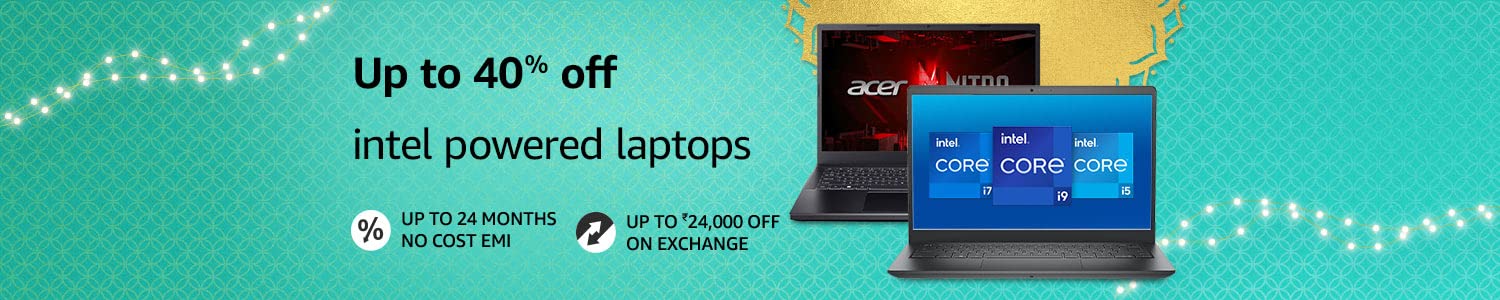 Up to 40% off
intel powered laptops
% UP TO 24 MONTHS
NO COST EMI
UP TO ₹24,000 OFF
ON EXCHANGE
acer NITRO
intel CORE i7
intel CORE i9
intel CORE i5